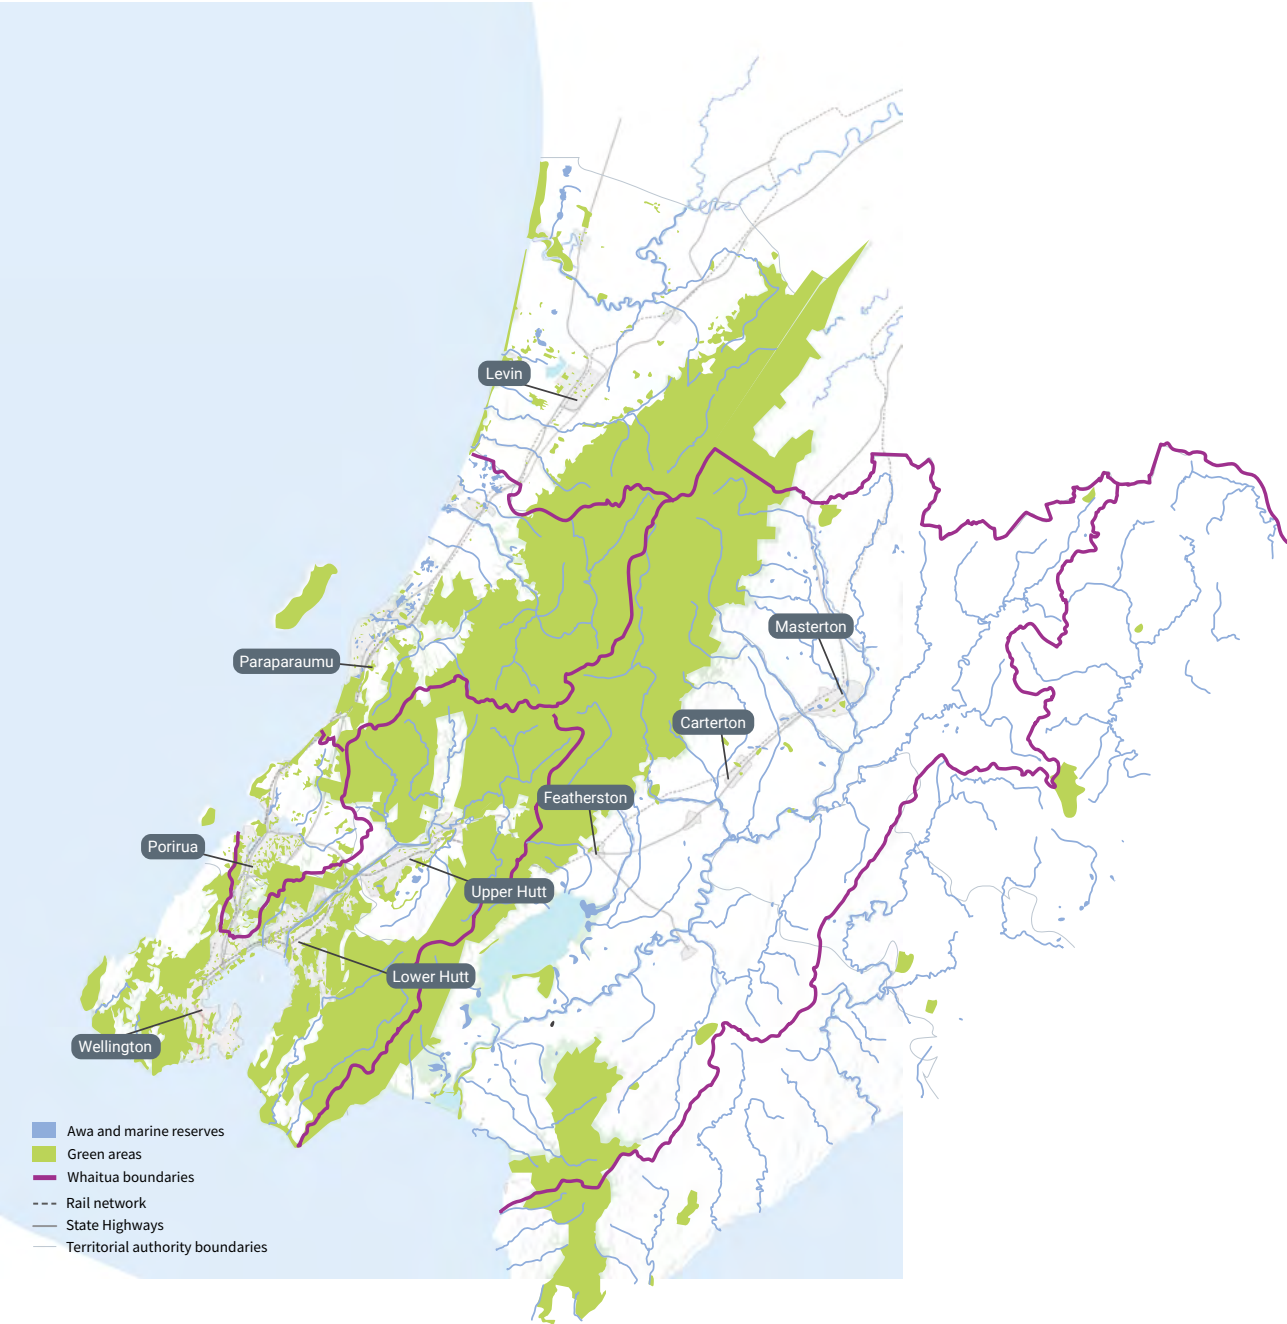 Levin
Masterton
Paraparaumu
Carterton
Featherston
Porirua
Upper Hutt
Lower Hutt
Wellington
Awa and marine reserves
Green areas
Whaitua boundaries
Rail network
State Highways
Territorial authority boundaries